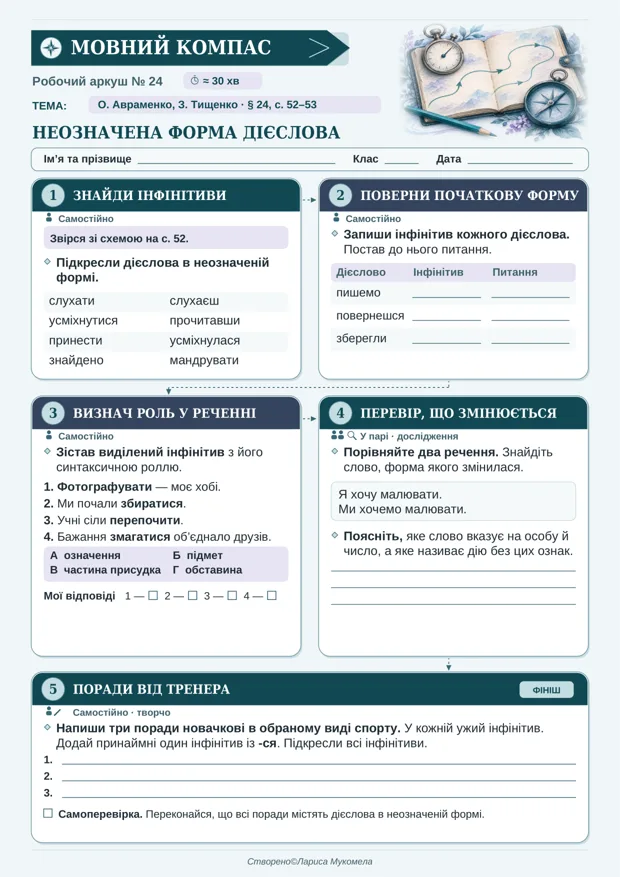 МОВНИЙ КОМПАС
Робочий аркуш № 24
≈ 30 хв
ТЕМА:
О. Авраменко, З. Тищенко · § 24, с. 52–53
НЕОЗНАЧЕНА ФОРМА ДІЄСЛОВА
Ім’я та прізвище Клас Дата
1 ЗНАЙДИ ІНФІНІТИВИ
Самостійно
Звірся зі схемою на с. 52.
Підкресли дієслова в неозначеній
формі.
слухати слухаєш
усміхнутися прочитавши
принести усміхнулася
знайдено мандрувати
2 ПОВЕРНИ ПОЧАТКОВУ ФОРМУ
Самостійно
Запиши інфінітив кожного дієслова.
Постав до нього питання.
Дієслово Інфінітив Питання
пишемо
повернешся
зберегли
3 ВИЗНАЧ РОЛЬ У РЕЧЕННІ
Самостійно
Зістав виділений інфінітив з його
синтаксичною роллю.
1. Фотографувати — моє хобі.
2. Ми почали збиратися.
3. Учні сіли перепочити.
4. Бажання змагатися об’єднало друзів.
А означення Б підмет
В частина присудка Г обставина
Мої відповіді 1 — 2 — 3 — 4 —
4 ПЕРЕВІР, ЩО ЗМІНЮЄТЬСЯ
У парі · дослідження
Порівняйте два речення. Знайдіть
слово, форма якого змінилася.
Я хочу малювати.
Ми хочемо малювати.
Поясніть, яке слово вказує на особу й
число, а яке називає дію без цих ознак.
5 ПОРАДИ ВІД ТРЕНЕРА
ФІНІШ
Самостійно · творчо
Напиши три поради новачкові в обраному виді спорту. У кожній ужий інфінітив.
Додай принаймні один інфінітив із -ся. Підкресли всі інфінітиви.
1.
2.
3.
Самоперевірка. Переконайся, що всі поради містять дієслова в неозначеній формі.
Створено©Лариса Мукомела